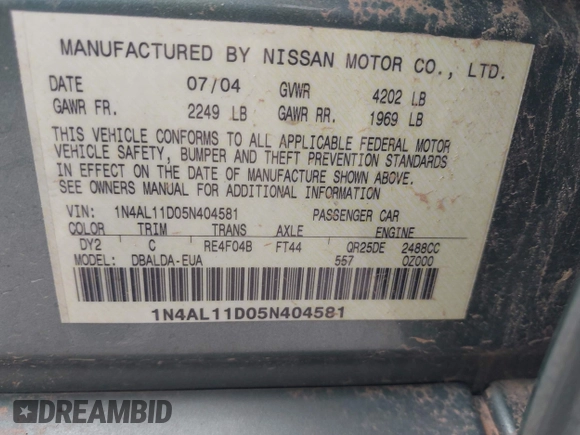 MANUFACTURED BY NISSAN MOTOR CO., LTD.
DATE 07/04 GVWR 4202 LB
GAWR FR. 2249 LB GAWR RR. 1969 LB
THIS VEHICLE CONFORMS TO ALL APPLICABLE FEDERAL MOTOR
VEHICLE SAFETY, BUMPER AND THEFT PREVENTION STANDARDS
IN EFFECT ON THE DATE OF MANUFACTURE SHOWN ABOVE.
SEE OWNERS MANUAL FOR ADDITIONAL INFORMATION
VIN: 1N4AL11D05N404581 PASSENGER CAR
COLOR TRIM TRANS AXLE ENGINE
DY2 C RE4F04B FT44 QR25DE 2488CC
MODEL: DBALDA-EUA 557 0Z000
1N4AL11D05N404581
DREAMBID